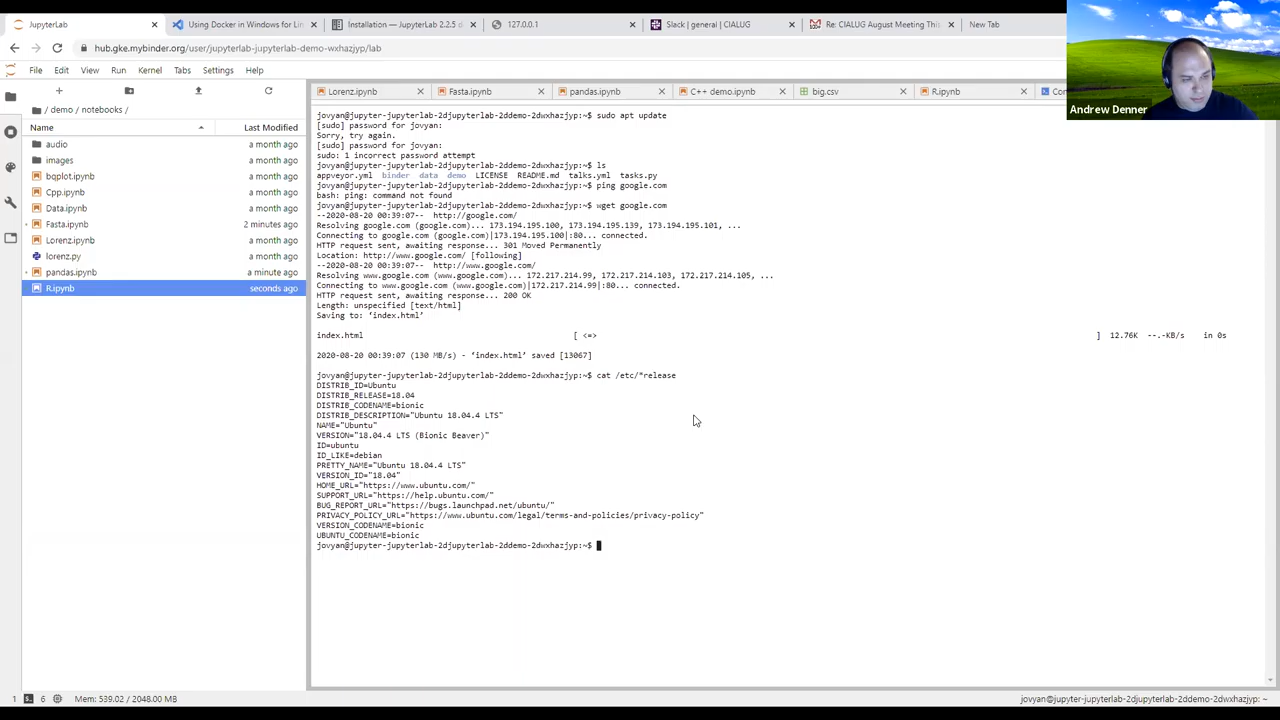 JupyterLab
Using Docker in Windows for Lin
Installation — JupyterLab 2.2.5 d
127.0.0.1
Slack | general | CIALUG
Re: CIALUG August Meeting Thi
New Tab
hub.gke.mybinder.org/user/jupyterlab-jupyterlab-demo-wxhazjyp/lab
File Edit View Run Kernel Tabs Settings Help
Andrew Denner
/ demo / notebooks /
Name Last Modified
audio a month ago
images a month ago
bqplot.ipynb a month ago
Cpp.ipynb a month ago
Data.ipynb a month ago
Fasta.ipynb 2 minutes ago
Lorenz.ipynb a month ago
lorenz.py a month ago
pandas.ipynb a minute ago
R.ipynb seconds ago
Lorenz.ipynb Fasta.ipynb pandas.ipynb C++ demo.ipynb big.csv R.ipynb
jovyan@jupyter-jupyterlab-2djupyterlab-2ddemo-2dwxhazjyp:~$ sudo apt update
[sudo] password for jovyan:
Sorry, try again.
[sudo] password for jovyan:
sudo: 1 incorrect password attempt
jovyan@jupyter-jupyterlab-2djupyterlab-2ddemo-2dwxhazjyp:~$ ls
appveyor.yml binder data demo LICENSE README.md talks.yml tasks.py
jovyan@jupyter-jupyterlab-2djupyterlab-2ddemo-2dwxhazjyp:~$ ping google.com
bash: ping: command not found
jovyan@jupyter-jupyterlab-2djupyterlab-2ddemo-2dwxhazjyp:~$ wget google.com
--2020-08-20 00:39:07-- http://google.com/
Resolving google.com (google.com)... 173.194.195.100, 173.194.195.139, 173.194.195.101, ...
Connecting to google.com (google.com)|173.194.195.100|:80... connected.
HTTP request sent, awaiting response... 301 Moved Permanently
Location: http://www.google.com/ [following]
--2020-08-20 00:39:07-- http://www.google.com/
Resolving www.google.com (www.google.com)... 172.217.214.99, 172.217.214.103, 172.217.214.105, ...
Connecting to www.google.com (www.google.com)|172.217.214.99|:80... connected.
HTTP request sent, awaiting response... 200 OK
Length: unspecified [text/html]
Saving to: ‘index.html’
index.html [ <=> ] 12.76K --.-KB/s in 0s
2020-08-20 00:39:07 (130 MB/s) - ‘index.html’ saved [13067]
jovyan@jupyter-jupyterlab-2djupyterlab-2ddemo-2dwxhazjyp:~$ cat /etc/*release
DISTRIB_ID=Ubuntu
DISTRIB_RELEASE=18.04
DISTRIB_CODENAME=bionic
DISTRIB_DESCRIPTION="Ubuntu 18.04.4 LTS"
NAME="Ubuntu"
VERSION="18.04.4 LTS (Bionic Beaver)"
ID=ubuntu
ID_LIKE=debian
PRETTY_NAME="Ubuntu 18.04.4 LTS"
VERSION_ID="18.04"
HOME_URL="https://www.ubuntu.com/"
SUPPORT_URL="https://help.ubuntu.com/"
BUG_REPORT_URL="https://bugs.launchpad.net/ubuntu/"
PRIVACY_POLICY_URL="https://www.ubuntu.com/legal/terms-and-policies/privacy-policy"
VERSION_CODENAME=bionic
UBUNTU_CODENAME=bionic
jovyan@jupyter-jupyterlab-2djupyterlab-2ddemo-2dwxhazjyp:~$
1 6 Mem: 539.02 / 2048.00 MB
jovyan@jupyter-jupyterlab-2djupyterlab-2ddemo-2dwxhazjyp: ~